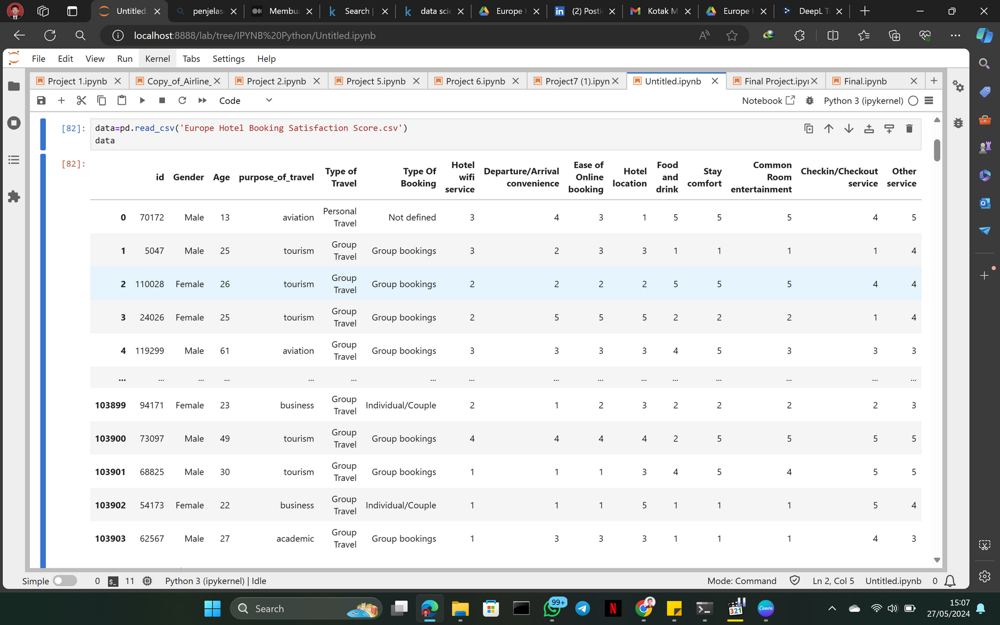 Untitled.
penjelas
Membu
Search |
data scie
Europe
in (2) Posti
Kotak M
Europe
DeepL T
localhost:8888/lab/tree/IPYNB%20Python/Untitled.ipynb
File Edit View Run Kernel Tabs Settings Help
Project 1.ipynb
Copy_of_Airline_
Project 2.ipynb
Project 5.ipynb
Project 6.ipynb
Project7 (1).ipyn
Untitled.ipynb
Final Project.ipy
Final.ipynb
Code
Notebook
Python 3 (ipykernel)
[82]: data=pd.read_csv('Europe Hotel Booking Satisfaction Score.csv')
data
[82]:
id Gender Age purpose_of_travel Type of Travel Type Of Booking Hotel wifi service Departure/Arrival convenience Ease of Online booking Hotel location Food and drink Stay comfort Common Room entertainment Checkin/Checkout service Other service
0 70172 Male 13 aviation Personal Travel Not defined 3 4 3 1 5 5 5 4 5
1 5047 Male 25 tourism Group Travel Group bookings 3 2 3 3 1 1 1 1 4
2 110028 Female 26 tourism Group Travel Group bookings 2 2 2 2 5 5 5 4 4
3 24026 Female 25 tourism Group Travel Group bookings 2 5 5 5 2 2 2 1 4
4 119299 Male 61 aviation Group Travel Group bookings 3 3 3 3 4 5 3 3 3
... ... ... ... ... ... ... ... ... ... ... ... ... ... ... ...
103899 94171 Female 23 business Group Travel Individual/Couple 2 1 2 3 2 2 2 2 3
103900 73097 Male 49 tourism Group Travel Group bookings 4 4 4 4 2 5 5 5 5
103901 68825 Male 30 tourism Group Travel Group bookings 1 1 1 3 4 5 4 5 5
103902 54173 Female 22 business Group Travel Individual/Couple 1 1 1 5 1 1 1 5 4
103903 62567 Male 27 academic Group Travel Group bookings 1 3 3 3 1 1 1 4 3
Simple 0 $_ 11 Python 3 (ipykernel) | Idle Mode: Command Ln 2, Col 5 Untitled.ipynb 0
Search
99+
N
321
Canva
15:07
27/05/2024